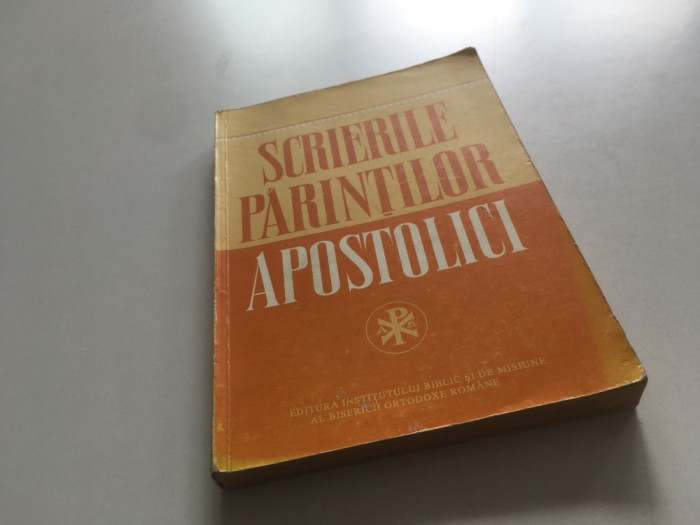 SCRIERILE
PĂRINȚILOR
APOSTOLICI
EDITURA INSTITUTULUI BIBLIC ȘI DE MISIUNE
AL BISERICII ORTODOXE ROMÂNE